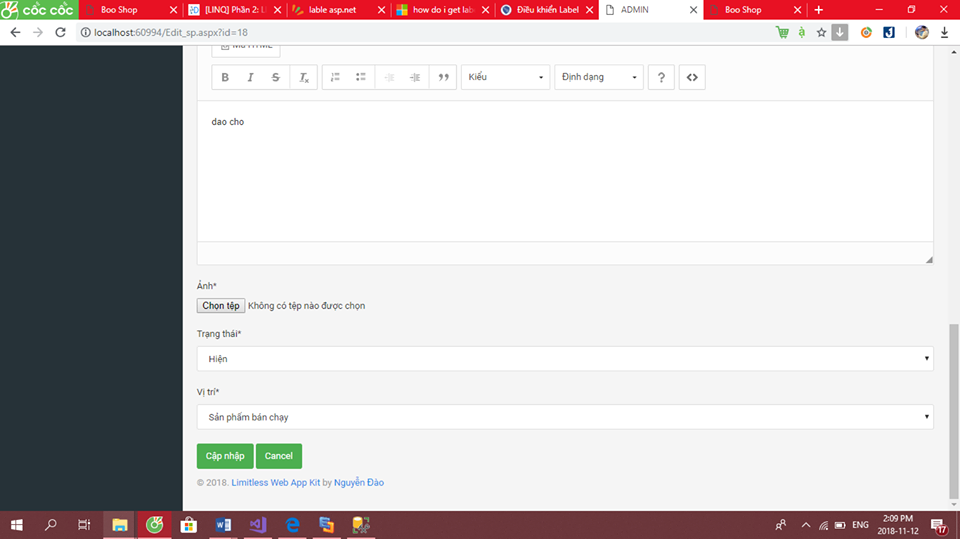 cốc cốc
Boo Shop
[LINQ] Phần 2: L
lable asp.net
how do i get lab
Điều khiển Label
ADMIN
Boo Shop
localhost:60994/Edit_sp.aspx?id=18
B I S Tx
Kiểu
Định dạng
?
dao cho
Ảnh*
Chọn tệp Không có tệp nào được chọn
Trạng thái*
Hiện
Vị trí*
Sản phẩm bán chạy
Cập nhập Cancel
© 2018. Limitless Web App Kit by Nguyễn Đào
ENG
2:09 PM
2018-11-12
17